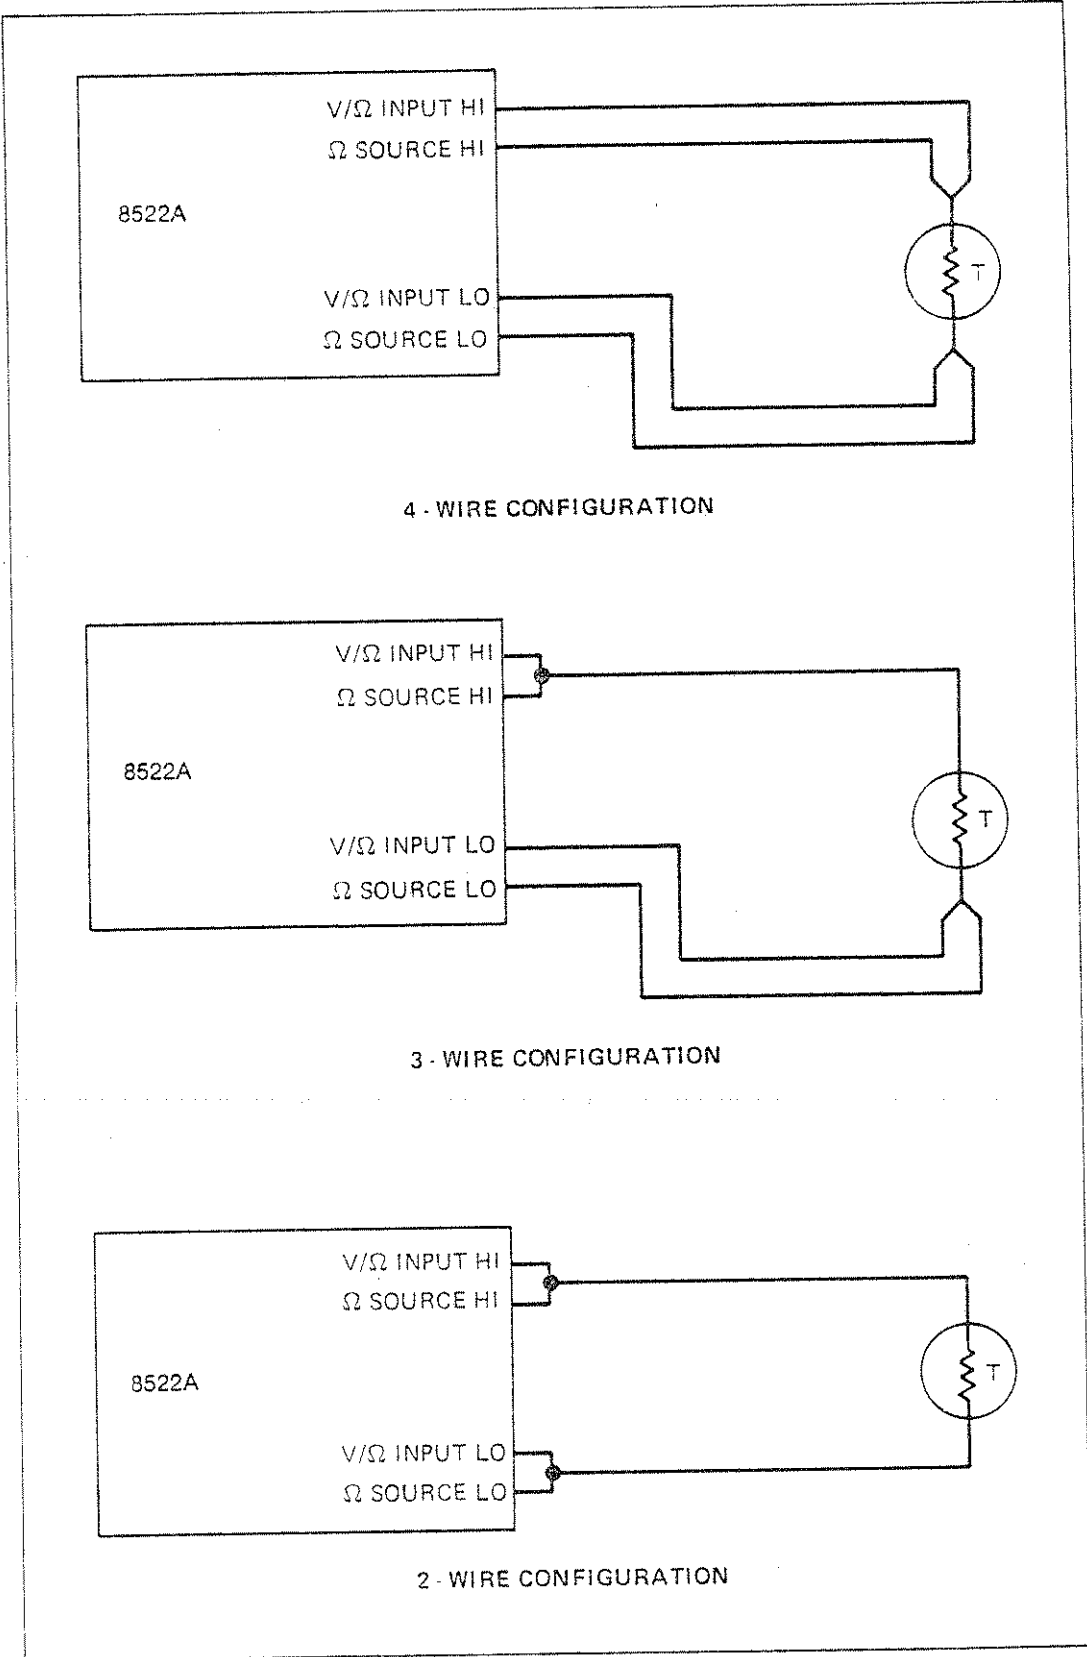 V/Ω INPUT HI
Ω SOURCE HI
8522A
T
V/Ω INPUT LO
Ω SOURCE LO
4 - WIRE CONFIGURATION
V/Ω INPUT HI
Ω SOURCE HI
8522A
T
V/Ω INPUT LO
Ω SOURCE LO
3 - WIRE CONFIGURATION
V/Ω INPUT HI
Ω SOURCE HI
8522A
T
V/Ω INPUT LO
Ω SOURCE LO
2 - WIRE CONFIGURATION